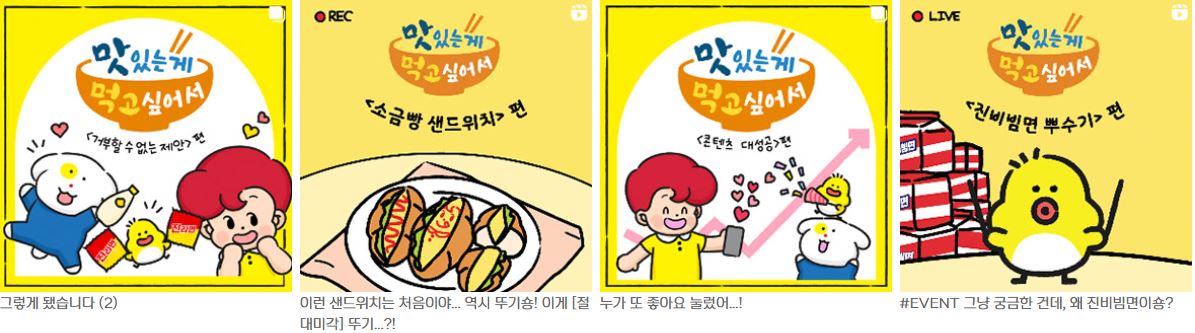 맛있는게
먹고싶어서
<거부할 수 없는 제안> 편
진라면
진라면
그렇게 됐습니다 (2)
REC
맛있는게
먹고싶어서
<소금빵 샌드위치> 편
이런 샌드위치는 처음이야... 역시 뚜기숑! 이게 [절
대미각] 뚜기...?!
맛있는게
먹고싶어서
<콘텐츠 대성공>편
누가 또 좋아요 눌렀어...!
LIVE
맛있는게
먹고싶어서
<진비빔면 뿌수기> 편
빔면
#EVENT 그냥 궁금한 건데, 왜 진비빔면이숑?